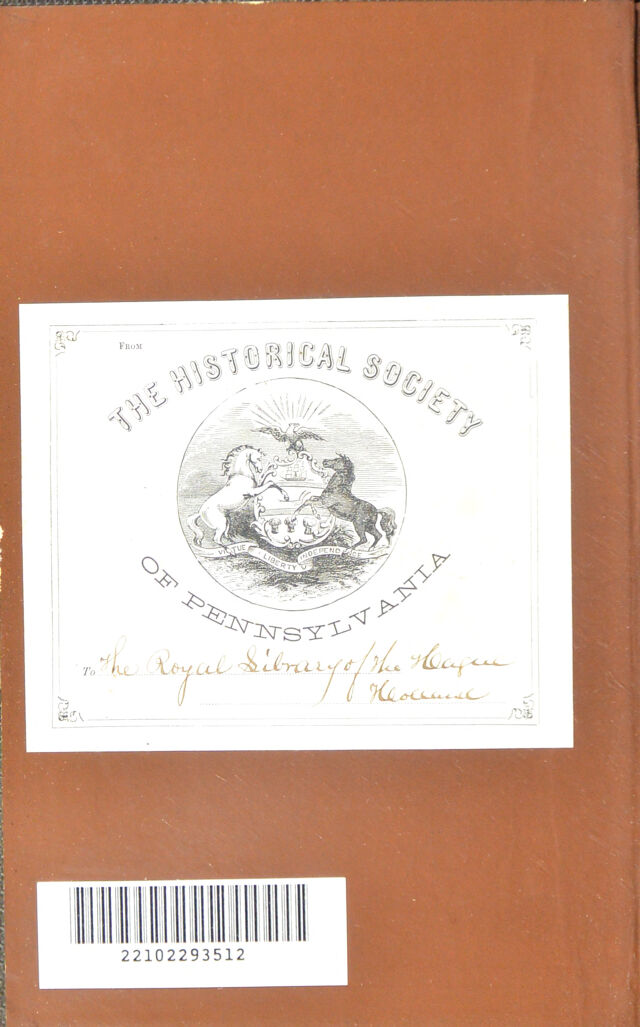 FROM
THE HISTORICAL SOCIETY
VIRTUE LIBERTY INDEPENDENCE
OF PENNSYLVANIA
To The Royal Library of the Hague
Holland
22102293512